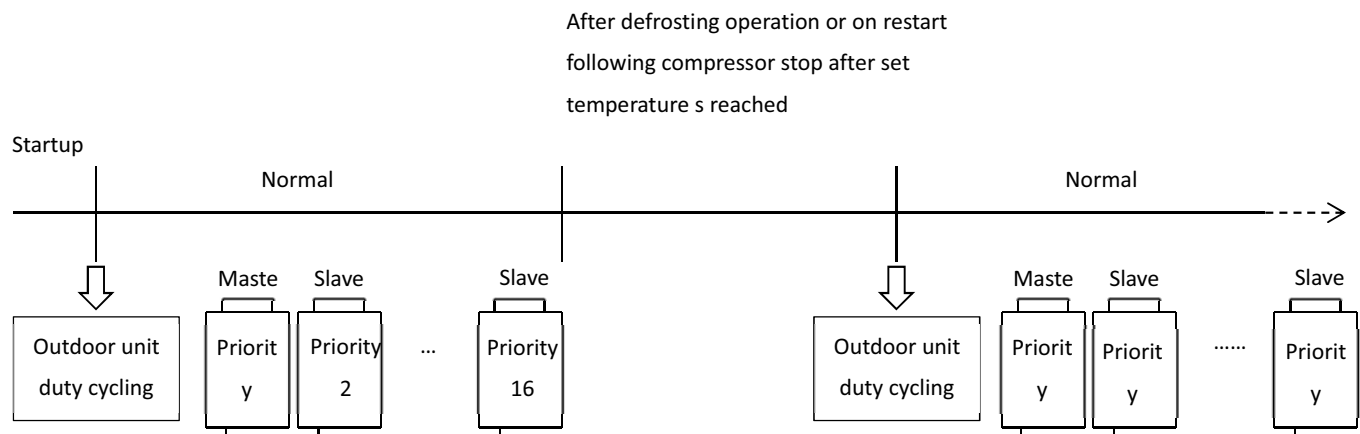 After defrosting operation or on restart
following compressor stop after set
temperature s reached
Startup
Normal
Normal
Maste
Slave
Slave
Maste
Slave
Slave
Outdoor unit
duty cycling
Priorit
y
Priority
2
...
Priority
16
Outdoor unit
duty cycling
Priorit
y
Priorit
y
......
Priorit
y